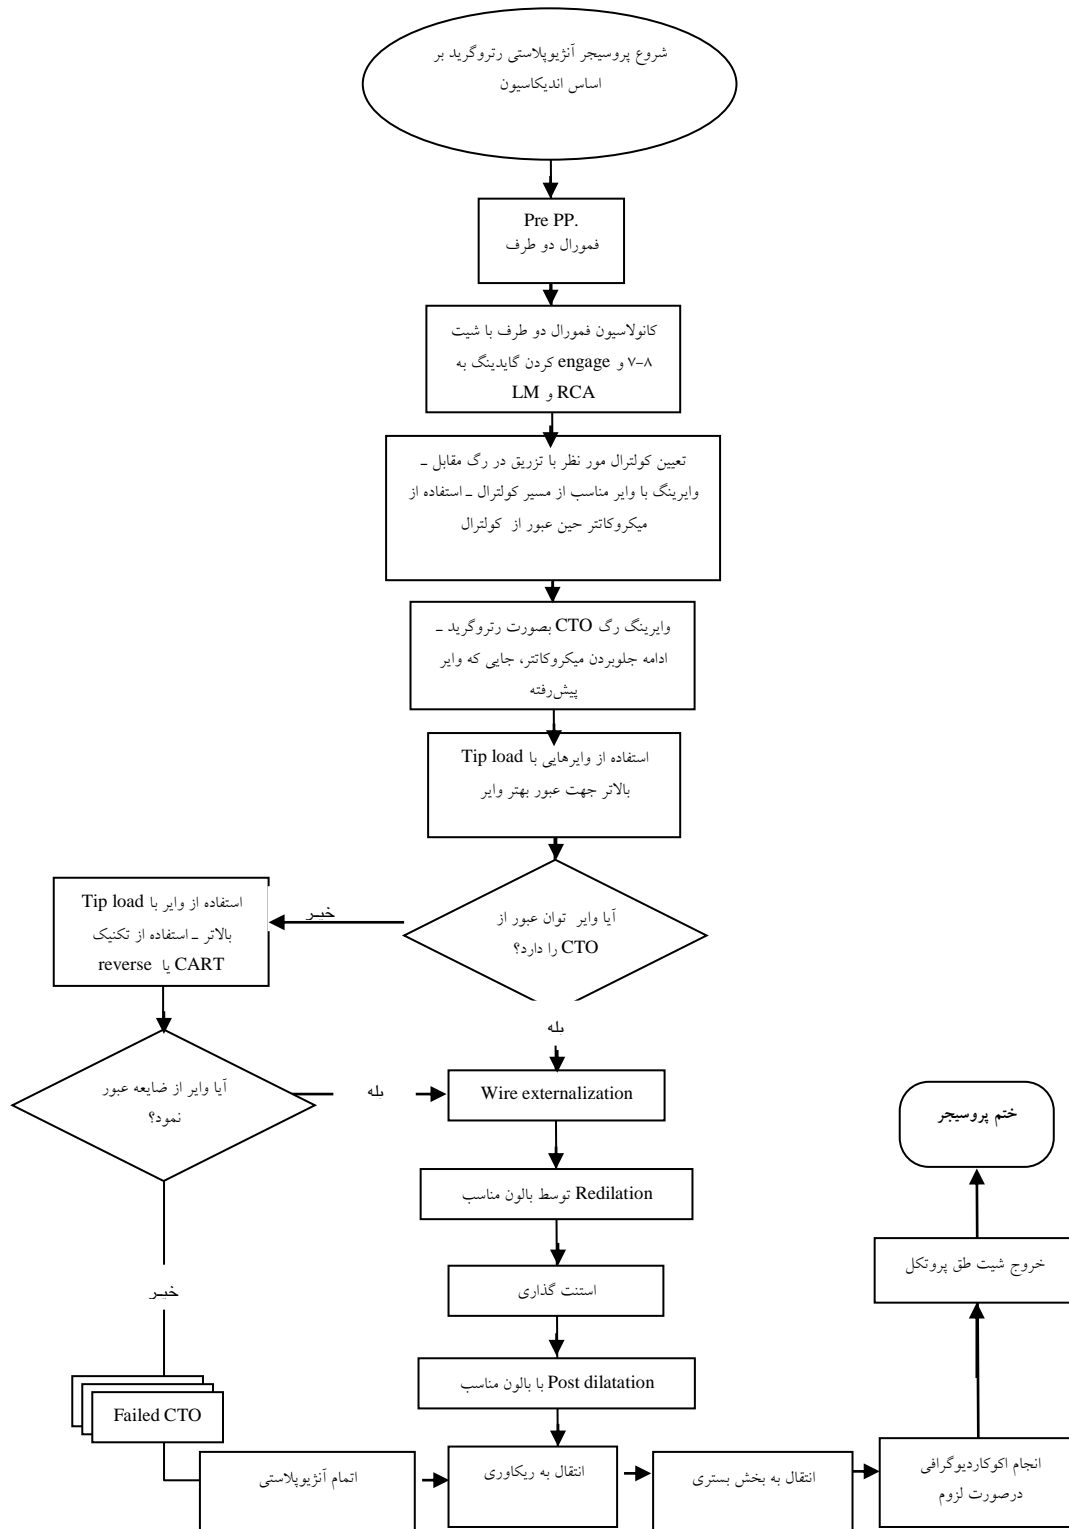 شروع پروسیجر آنژیوپلاستی رتروگرید بر
اساس اندیکاسیون
Pre PP.
فمورال دو طرف
کانولاسیون فمورال دو طرف با شیت
۷-۸ و engage کردن گایدینگ به
RCA و LM
تعیین کولترال مور نظر با تزریق در رگ مقابل –
وایرینگ با وایر مناسب از مسیر کولترال – استفاده از
میکروکاتتر حین عبور از کولترال
وایرینگ رگ CTO بصورت رتروگرید –
ادامه جلوبردن میکروکاتتر، جایی که وایر
پیش‌رفته
استفاده از وایرهایی با Tip load
بالاتر جهت عبور بهتر وایر
آیا وایر توان عبور از
CTO را دارد؟
خیر
استفاده از وایر با Tip load
بالاتر – استفاده از تکنیک
CART یا reverse
بله
آیا وایر از ضایعه عبور
نمود؟
بله
Wire externalization
ختم پروسیجر
Redilation توسط بالون مناسب
خروج شیت طق پروتکل
استنت گذاری
خیر
Post dilatation با بالون مناسب
Failed CTO
اتمام آنژیوپلاستی
انتقال به ریکاوری
انتقال به بخش بستری
انجام اکوکاردیوگرافی
درصورت لزوم